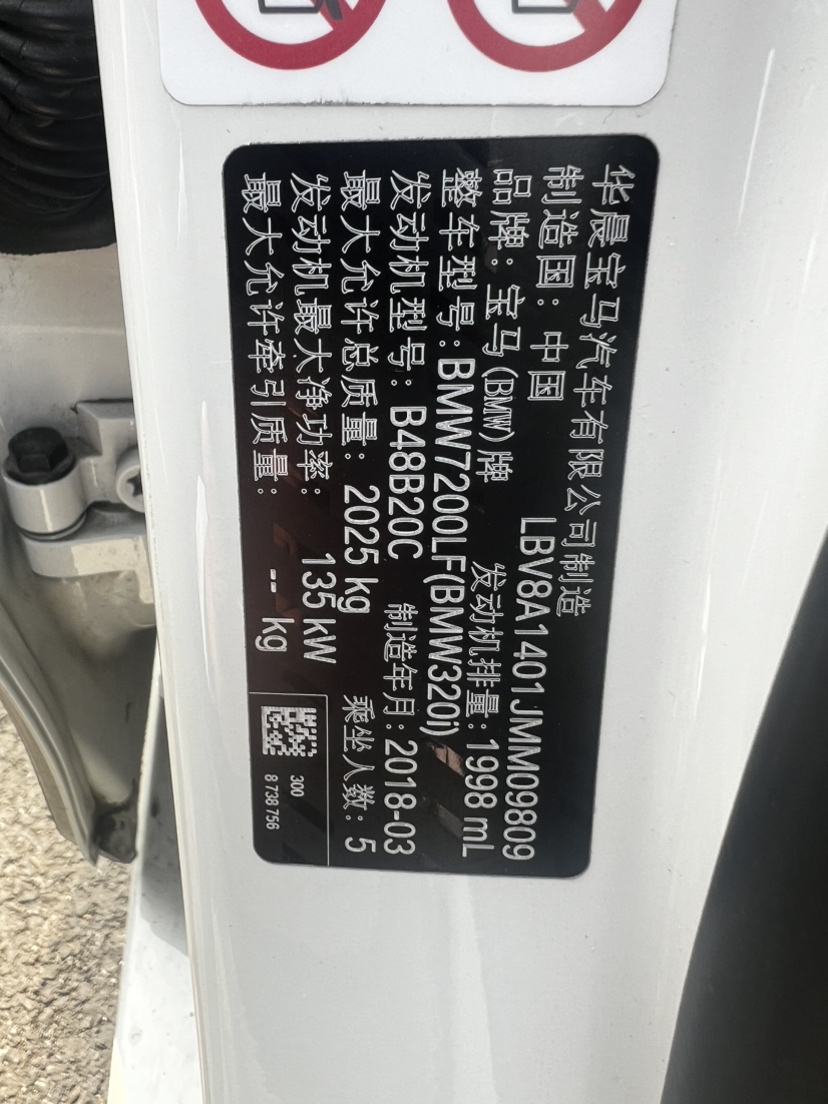 华晨宝马汽车有限公司制造
制造国：中国 LBV8A1401JMM09809
品牌：宝马(BMW)牌 发动机排量：1998 mL
整车型号：BMW7200LF(BMW320i)
发动机型号：B48B20C 制造年月：2018-03
最大允许总质量：2025 kg 乘坐人数：5
发动机最大净功率：135 kW
最大允许牵引质量：-- kg
300
8 738 756